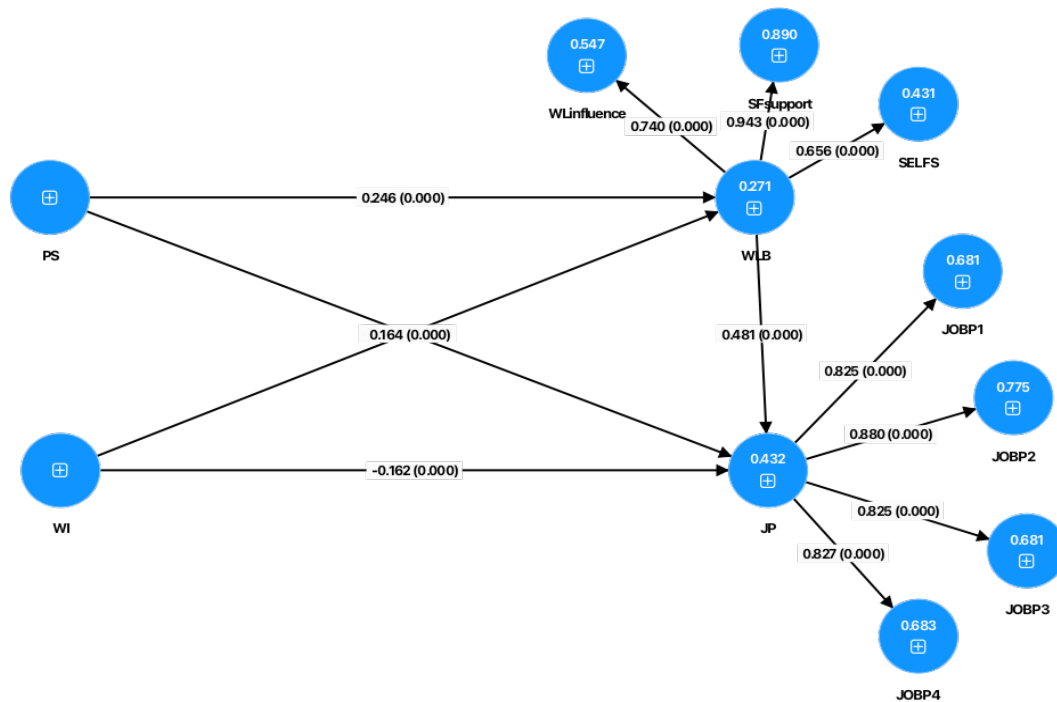 0.547
WLinfluence
0.890
SFsupport
0.431
SELFS
0.740 (0.000)
0.943 (0.000)
0.656 (0.000)
PS
0.246 (0.000)
0.271
WLB
0.681
JOBP1
0.164 (0.000)
0.481 (0.000)
0.825 (0.000)
0.775
JOBP2
0.880 (0.000)
WI
-0.162 (0.000)
0.432
JP
0.825 (0.000)
0.681
JOBP3
0.827 (0.000)
0.683
JOBP4